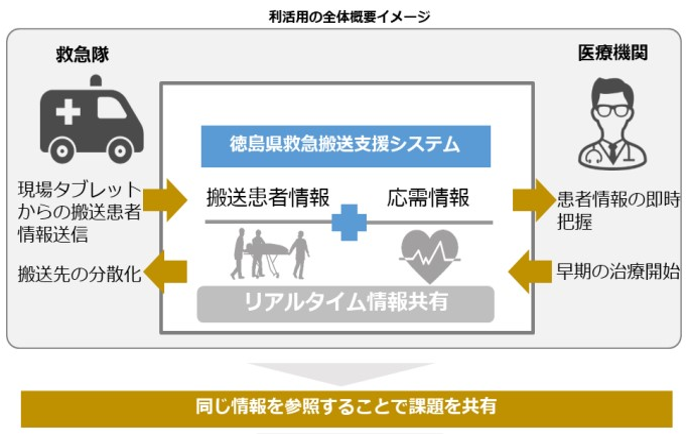 利活用の全体概要イメージ
救急隊
医療機関
徳島県救急搬送支援システム
搬送患者情報
応需情報
現場タブレット
からの搬送患者
情報送信
患者情報の即時
把握
搬送先の分散化
早期の治療開始
リアルタイム情報共有
同じ情報を参照することで課題を共有